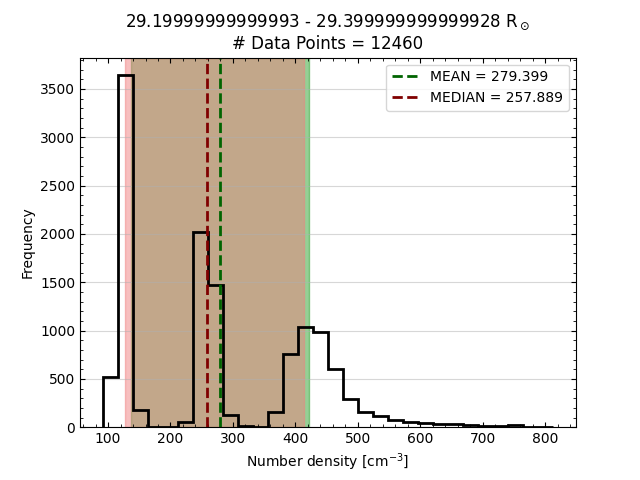 29.19999999999993 - 29.399999999999928 R⊙
# Data Points = 12460
MEAN = 279.399
MEDIAN = 257.889
3500
3000
2500
2000
1500
1000
500
0
Frequency
100 200 300 400 500 600 700 800
Number density [cm⁻³]